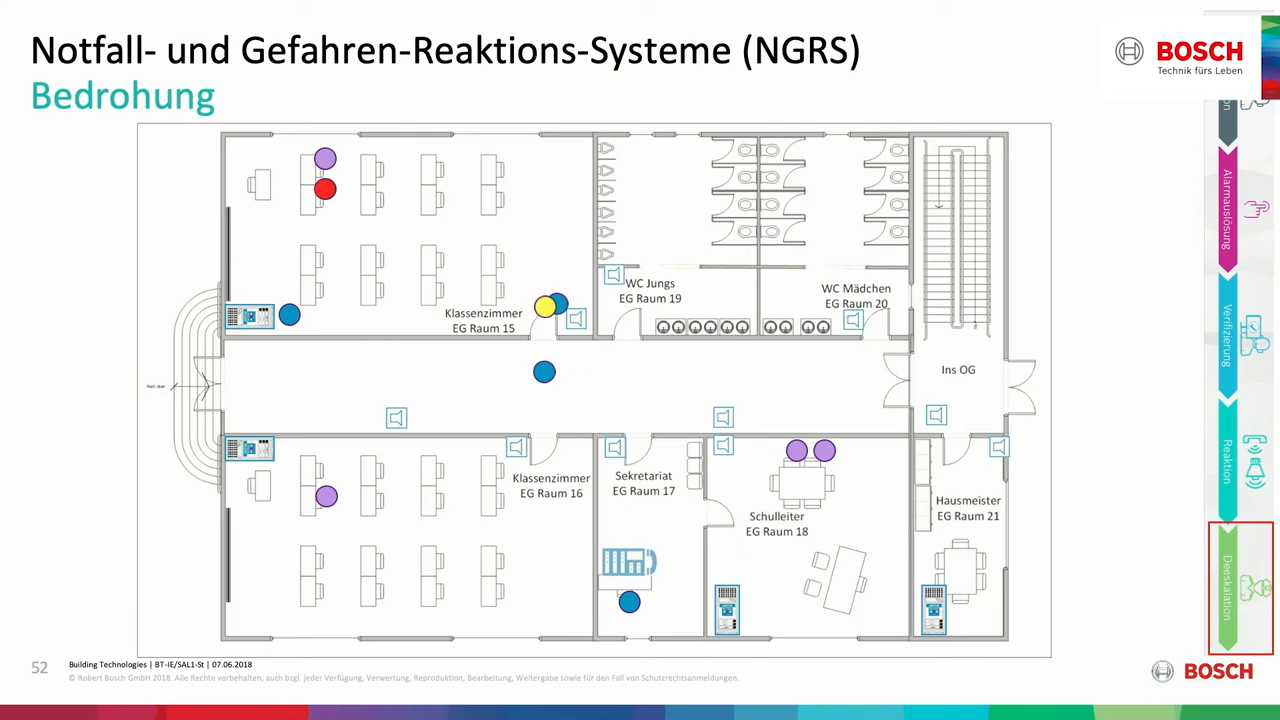 Notfall- und Gefahren-Reaktions-Systeme (NGRS)
Bedrohung
BOSCH
Technik fürs Leben
Alarmauslösung
Verifizierung
Reaktion
Deeskalation
Klassenzimmer
EG Raum 15
WC Jungs
EG Raum 19
WC Mädchen
EG Raum 20
Ins OG
Klassenzimmer
EG Raum 16
Sekretariat
EG Raum 17
Schulleiter
EG Raum 18
Hausmeister
EG Raum 21
52
Building Technologies | BT-IE/SAL1-St | 07.06.2018
© Robert Bosch GmbH 2018. Alle Rechte vorbehalten, auch bzgl. jeder Verfügung, Verwertung, Reproduktion, Bearbeitung, Weitergabe sowie für den Fall von Schutzrechtsanmeldungen.
BOSCH